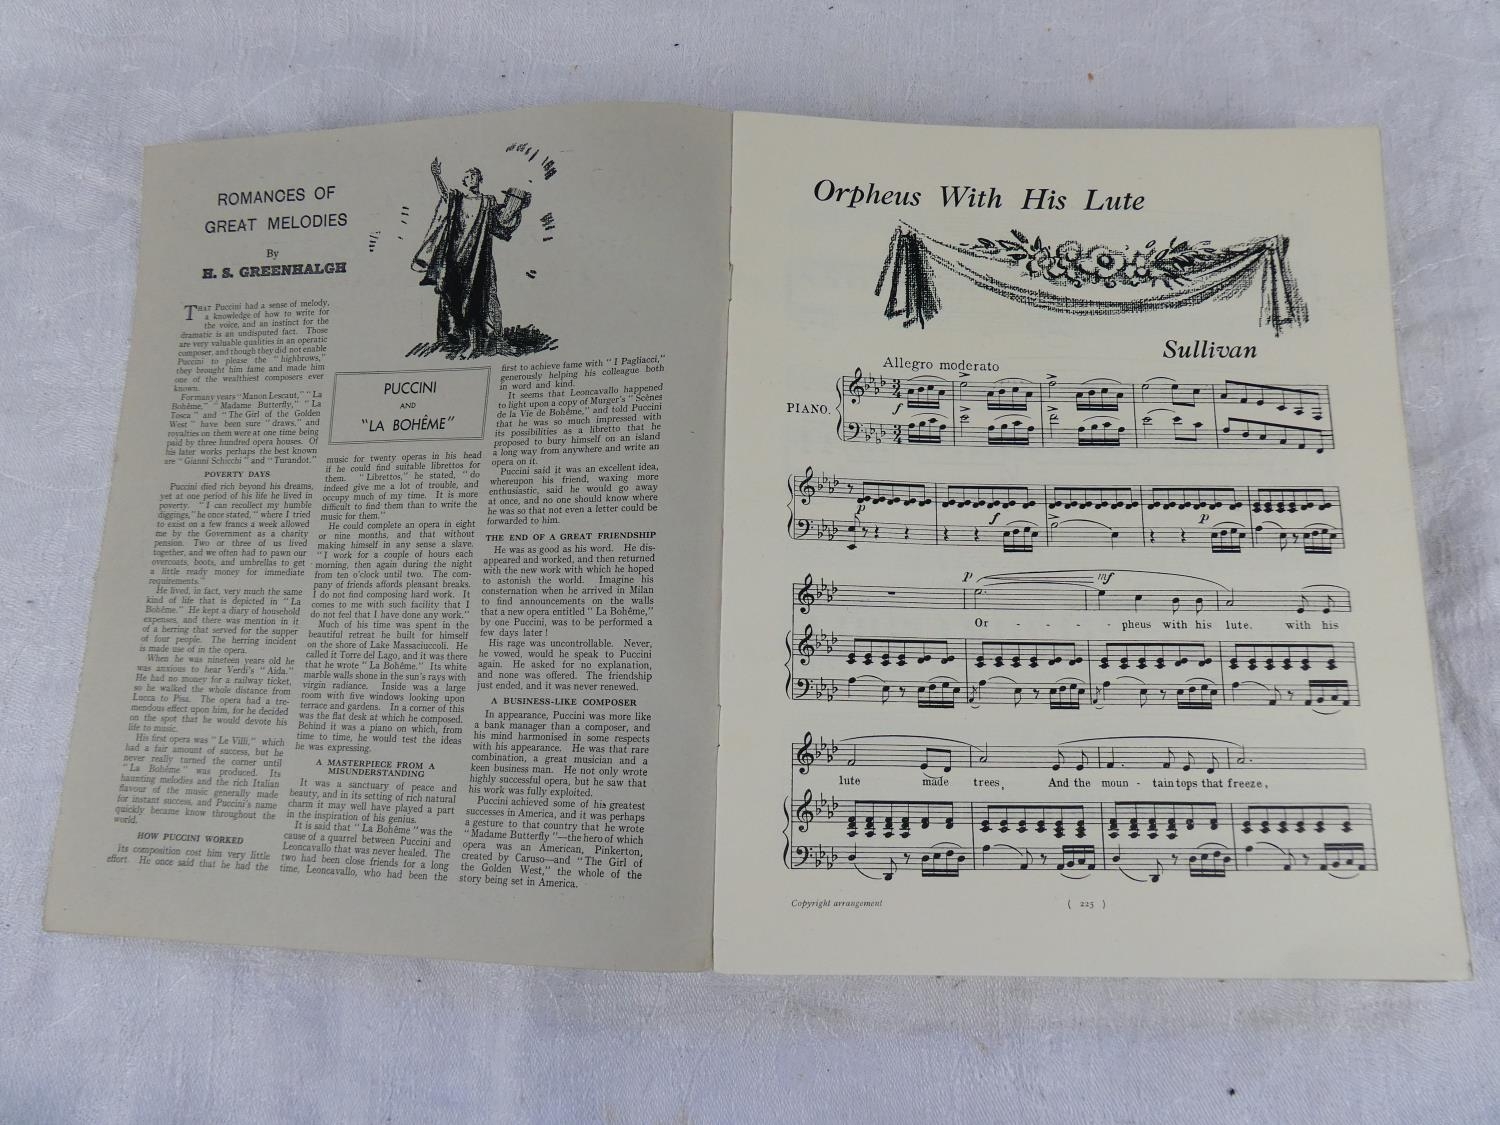 ROMANCES OF
GREAT MELODIES
By
H. S. GREENHALGH
THAT Puccini had a sense of melody,
a knowledge of how to write for
the voice, and an instinct for the
dramatic is an undisputed fact. Those
are very valuable qualities in an operatic
composer, and though they did not enable
Puccini to please the "highbrows,"
they brought him fame and made him
one of the wealthiest composers ever
known.
For many years "Manon Lescaut," "La
Bohême," "Madame Butterfly," "La
Tosca" and "The Girl of the Golden
West" have been sure "draws," and
royalties on them were at one time being
paid by three hundred opera houses. Of
his later works perhaps the best known
are "Gianni Schicchi" and "Turandot."
POVERTY DAYS
Puccini died rich beyond his dreams,
yet at one period of his life he lived in
poverty. "I can recollect my humble
diggings," he once stated, "where I tried
to exist on a few francs a week allowed
me by the Government as a charity
pension. Two or three of us lived
together, and we often had to pawn our
overcoats, boots, and umbrellas to get
a little ready money for immediate
requirements."
He lived, in fact, very much the same
kind of life that is depicted in "La
Bohême." He kept a diary of household
expenses, and there was mention in it
of a herring that served for the supper
of four people. The herring incident
is made use of in the opera.
When he was nineteen years old he
was anxious to hear Verdi's "Aida."
He had no money for a railway ticket,
so he walked the whole distance from
Lucca to Pisa. The opera had a tre-
mendous effect upon him, for he decided
on the spot that he would devote his
life to music.
His first opera was "Le Villi," which
had a fair amount of success, but he
never really turned the corner until
"La Bohême" was produced. Its
haunting melodies and the rich Italian
flavour of the music generally made
for instant success, and Puccini's name
quickly became known throughout the
world.
HOW PUCCINI WORKED
Its composition cost him very little
effort. He once said that he had the
PUCCINI
AND
"LA BOHÊME"
music for twenty operas in his head
if he could find suitable librettos for
them. "Librettos," he stated, "do
indeed give me a lot of trouble, and
occupy much of my time. It is more
difficult to find them than to write the
music for them."
He could complete an opera in eight
or nine months, and that without
making himself in any sense a slave.
"I work for a couple of hours each
morning, then again during the night
from ten o'clock until two. The com-
pany of friends affords pleasant breaks.
I do not find composing hard work. It
comes to me with such facility that I
do not feel that I have done any work."
Much of his time was spent in the
beautiful retreat he built for himself
on the shore of Lake Massaciuccoli. He
called it Torre del Lago, and it was there
that he wrote "La Bohême." Its white
marble walls shone in the sun's rays with
virgin radiance. Inside was a large
room with five windows looking upon
terrace and gardens. In a corner of this
was the flat desk at which he composed.
Behind it was a piano on which, from
time to time, he would test the ideas
he was expressing.
A MASTERPIECE FROM A
MISUNDERSTANDING
It was a sanctuary of peace and
beauty, and in its setting of rich natural
charm it may well have played a part
in the inspiration of his genius.
It is said that "La Bohême" was the
cause of a quarrel between Puccini and
Leoncavallo that was never healed. The
two had been close friends for a long
time, Leoncavallo, who had been the
first to achieve fame with "I Pagliacci,"
generously helping his colleague both
in word and kind.
It seems that Leoncavallo happened
to light upon a copy of Murger's "Scènes
de la Vie de Bohême," and told Puccini
that he was so much impressed with
its possibilities as a libretto that he
proposed to bury himself on an island
a long way from anywhere and write an
opera on it.
Puccini said it was an excellent idea,
whereupon his friend, waxing more
enthusiastic, said he would go away
at once, and no one should know where
he was so that not even a letter could be
forwarded to him.
THE END OF A GREAT FRIENDSHIP
He was as good as his word. He dis-
appeared and worked, and then returned
with the new work with which he hoped
to astonish the world. Imagine his
consternation when he arrived in Milan
to find announcements on the walls
that a new opera entitled "La Bohême,"
by one Puccini, was to be performed a
few days later!
His rage was uncontrollable. Never,
he vowed, would he speak to Puccini
again. He asked for no explanation,
and none was offered. The friendship
just ended, and it was never renewed.
A BUSINESS-LIKE COMPOSER
In appearance, Puccini was more like
a bank manager than a composer, and
his mind harmonised in some respects
with his appearance. He was that rare
combination, a great musician and a
keen business man. He not only wrote
highly successful opera, but he saw that
his work was fully exploited.
Puccini achieved some of his greatest
successes in America, and it was perhaps
a gesture to that country that he wrote
"Madame Butterfly"—the hero of which
opera was an American, Pinkerton,
created by Caruso—and "The Girl of
the Golden West," the whole of the
story being set in America.
Orpheus With His Lute
Sullivan
Allegro moderato
PIANO.
f
p f p
p mf
Or - - - - pheus with his lute. with his
lute made trees, And the moun - tain tops that freeze,
Copyright arrangement
( 225 )